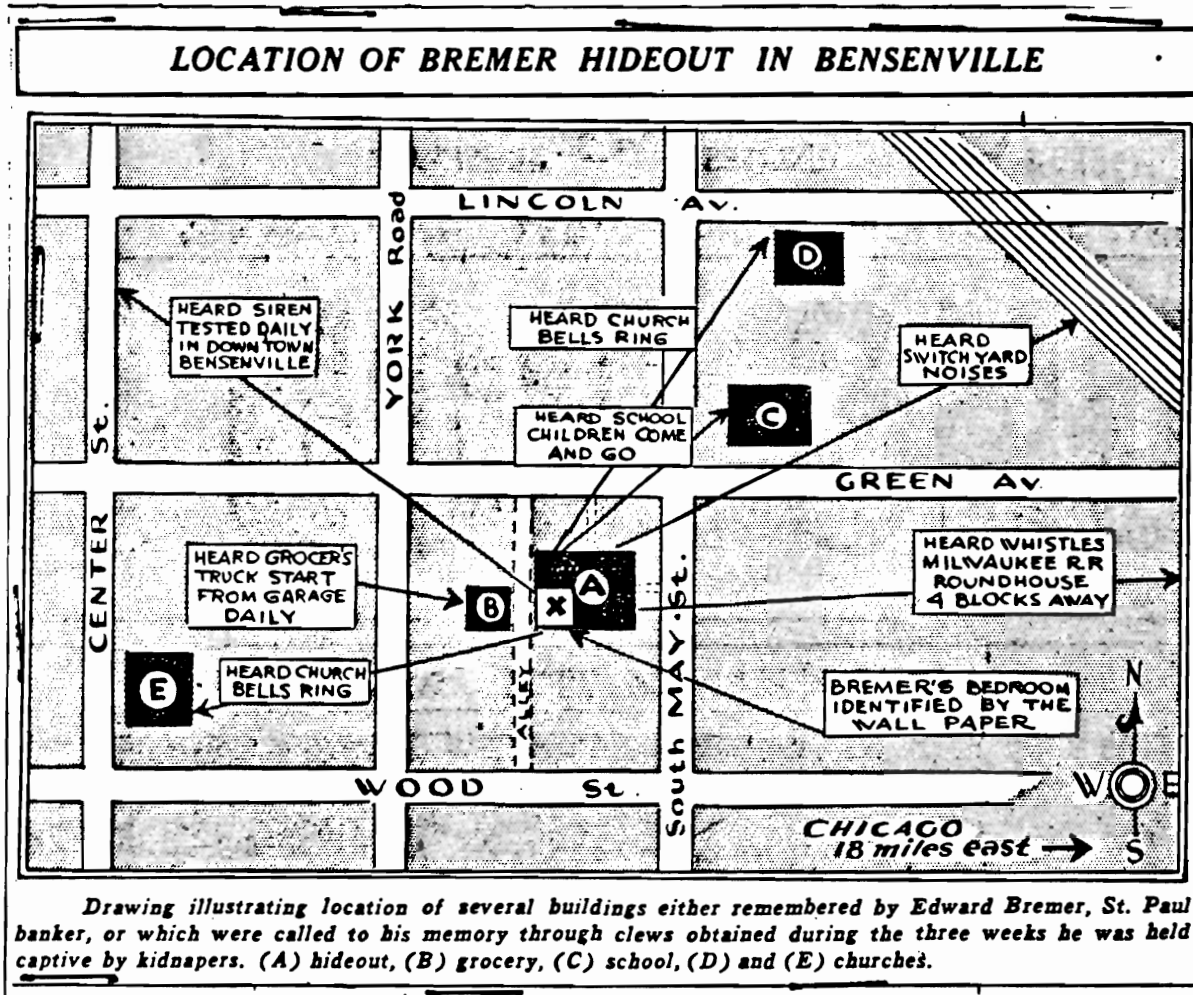 LOCATION OF BREMER HIDEOUT IN BENSENVILLE
LINCOLN AV.
YORK Road
D
HEARD SIREN
TESTED DAILY
IN DOWN TOWN
BENSENVILLE
HEARD CHURCH
BELLS RING
HEARD
SWITCH YARD
NOISES
C
HEARD SCHOOL
CHILDREN COME
AND GO
CENTER St.
GREEN AV.
HEARD GROCERS
TRUCK START
FROM GARAGE
DAILY
B
X
A
HEARD WHISTLES
MILWAUKEE R.R
ROUNDHOUSE
4 BLOCKS AWAY
E
HEARD CHURCH
BELLS RING
ALLEY
South MAY. St.
BREMER'S BEDROOM
IDENTIFIED BY THE
WALL PAPER
N
W E
S
WOOD St.
CHICAGO
18 miles east
Drawing illustrating location of several buildings either remembered by Edward Bremer, St. Paul
banker, or which were called to his memory through clews obtained during the three weeks he was held
captive by kidnapers. (A) hideout, (B) grocery, (C) school, (D) and (E) churches.